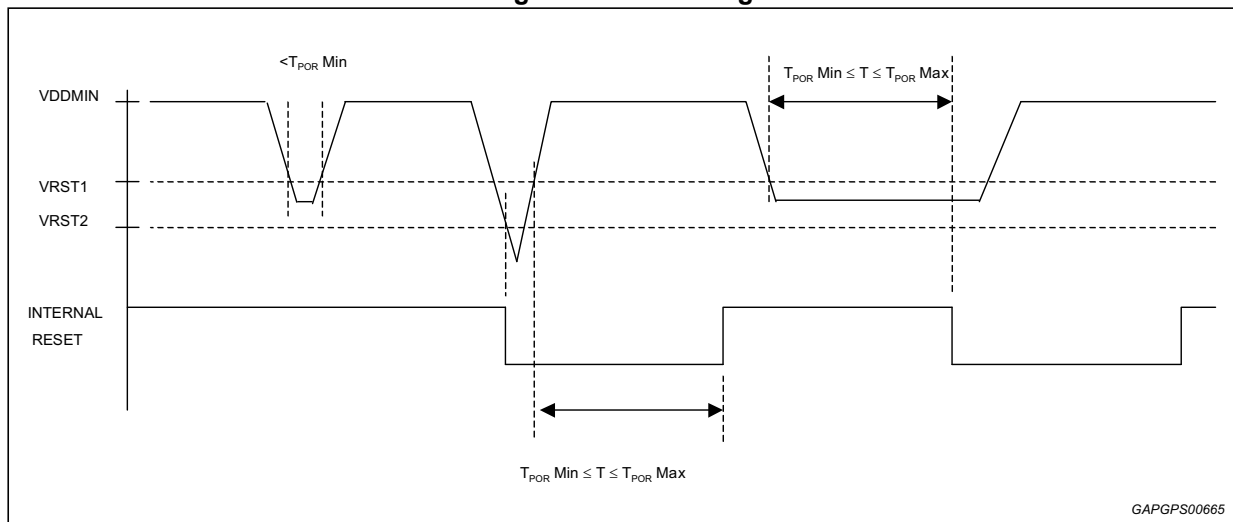 <T_POR Min
T_POR Min ≤ T ≤ T_POR Max
VDDMIN
VRST1
VRST2
INTERNAL
RESET
T_POR Min ≤ T ≤ T_POR Max
GAPGPS00665